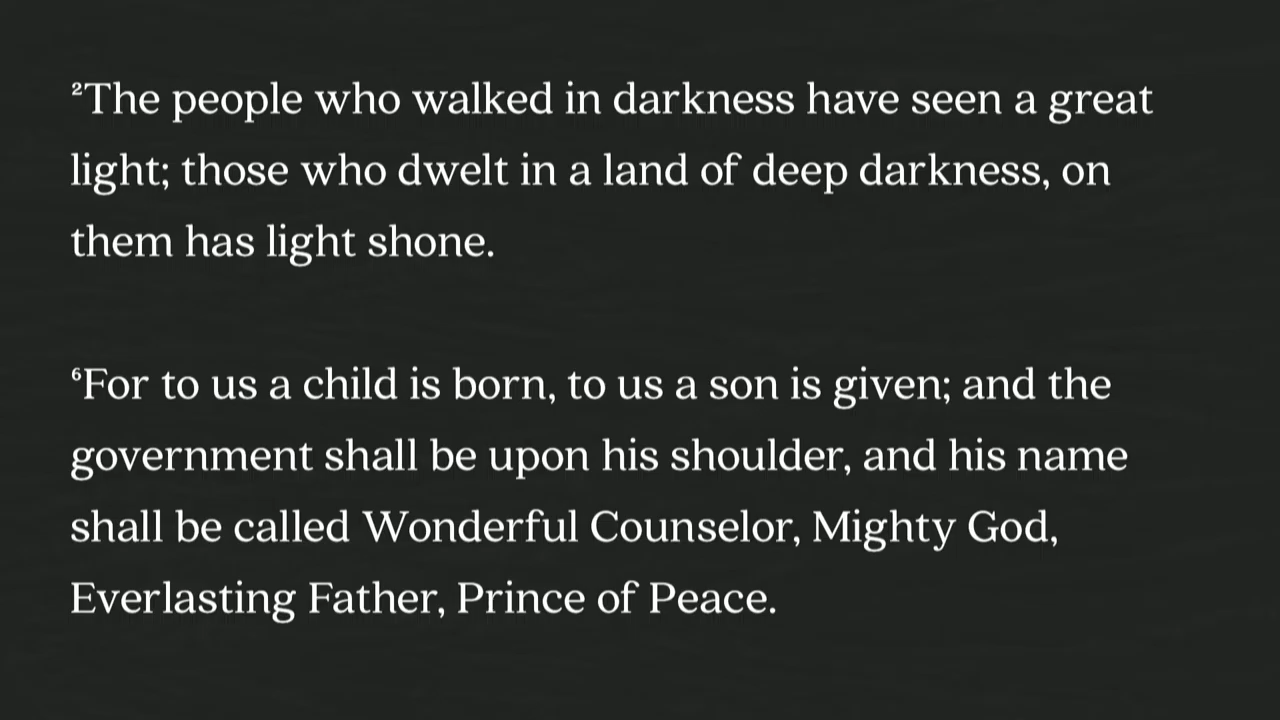 ²The people who walked in darkness have seen a great
light; those who dwelt in a land of deep darkness, on
them has light shone.
⁶For to us a child is born, to us a son is given; and the
government shall be upon his shoulder, and his name
shall be called Wonderful Counselor, Mighty God,
Everlasting Father, Prince of Peace.